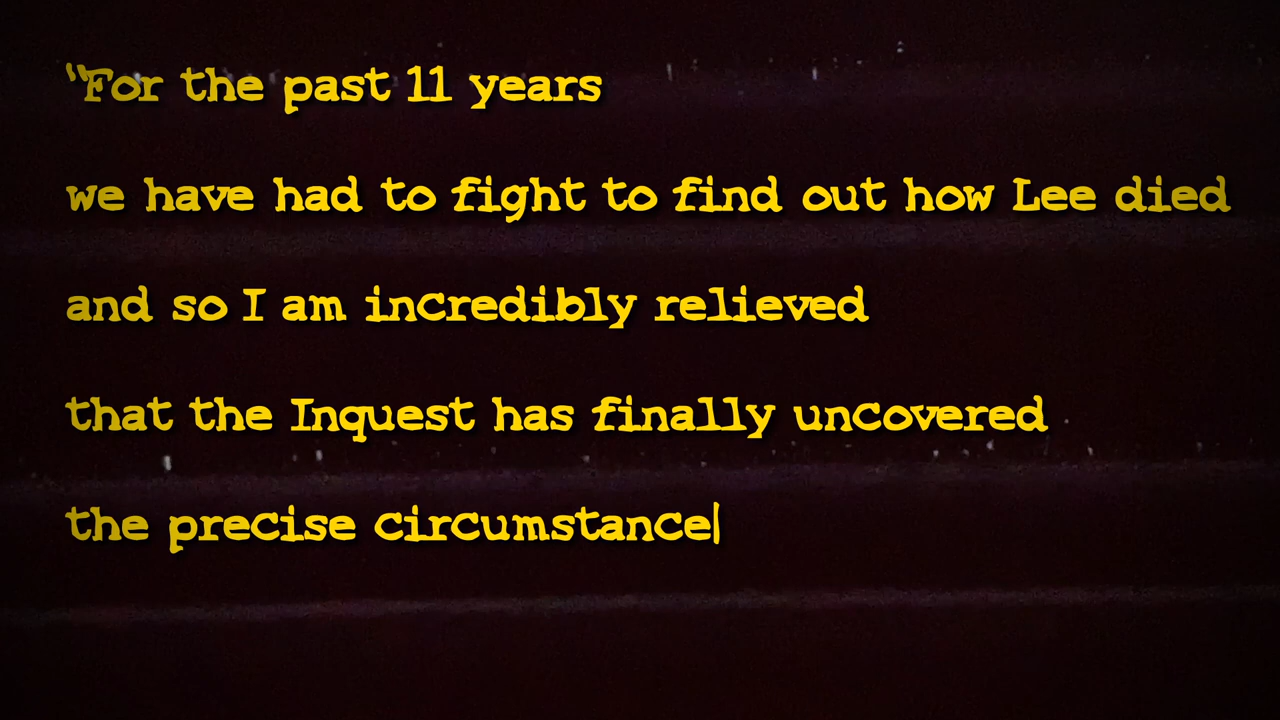 “For the past 11 years
we have had to fight to find out how Lee died
and so I am incredibly relieved
that the Inquest has finally uncovered
the precise circumstance